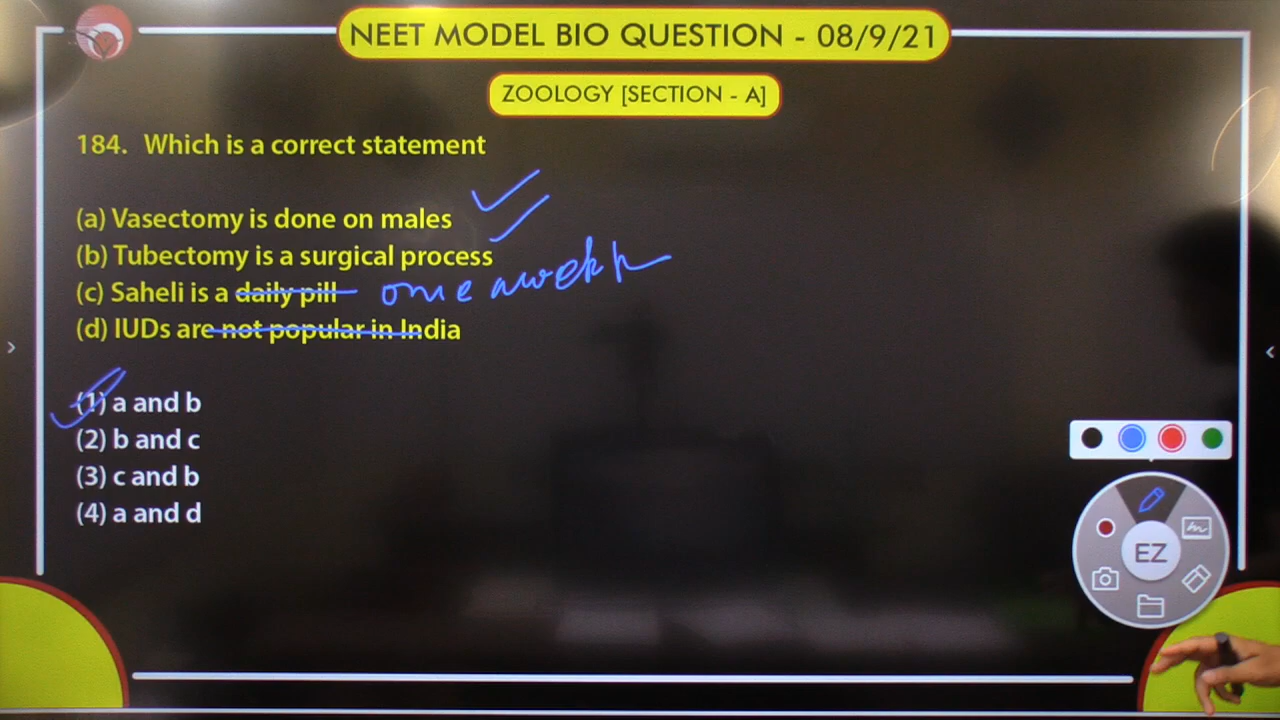 NEET MODEL BIO QUESTION - 08/9/21
ZOOLOGY [SECTION - A]
184. Which is a correct statement
(a) Vasectomy is done on males
(b) Tubectomy is a surgical process
(c) Saheli is a daily pill one a week
(d) IUDs are not popular in India
(1) a and b
(2) b and c
(3) c and b
(4) a and d
EZ